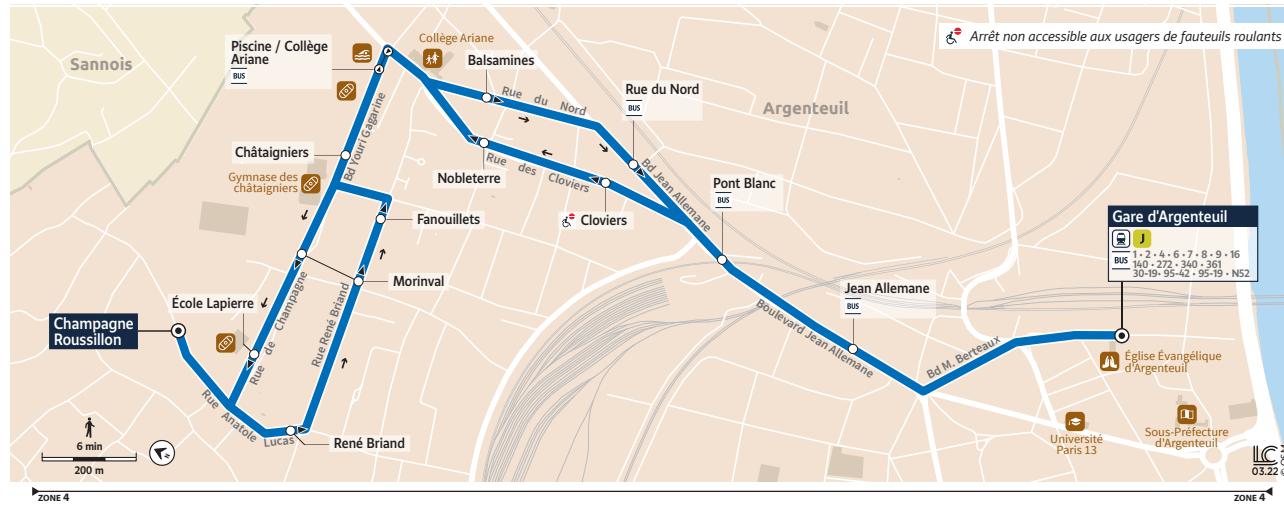 Arrêt non accessible aux usagers de fauteuils roulants
Sannois
Piscine / Collège
Ariane
BUS
Collège Ariane
Balsamines
Rue du Nord
Rue du Nord
BUS
Argenteuil
Bd Youri Gagarine
Châtaigniers
Gymnase des
châtaigniers
Nobleterre
Rue des Cloviers
Cloviers
Bd Jean Allemane
Pont Blanc
BUS
Fanouillets
Morinval
Gare d'Argenteuil
J
BUS
1 • 2 • 4 • 6 • 7 • 8 • 9 • 16
140 • 272 • 340 • 361
30-19 • 95-42 • 95-19 • N52
École Lapierre
Champagne
Roussillon
Rue de Champagne
Rue René Briand
Jean Allemane
BUS
Boulevard Jean Allemane
Bd M. Berteaux
Église Évangélique
d'Argenteuil
Rue Anatole Lucas
René Briand
Université
Paris 13
Sous-Préfecture
d'Argenteuil
6 min
200 m
LC
03.22
ZONE 4
ZONE 4